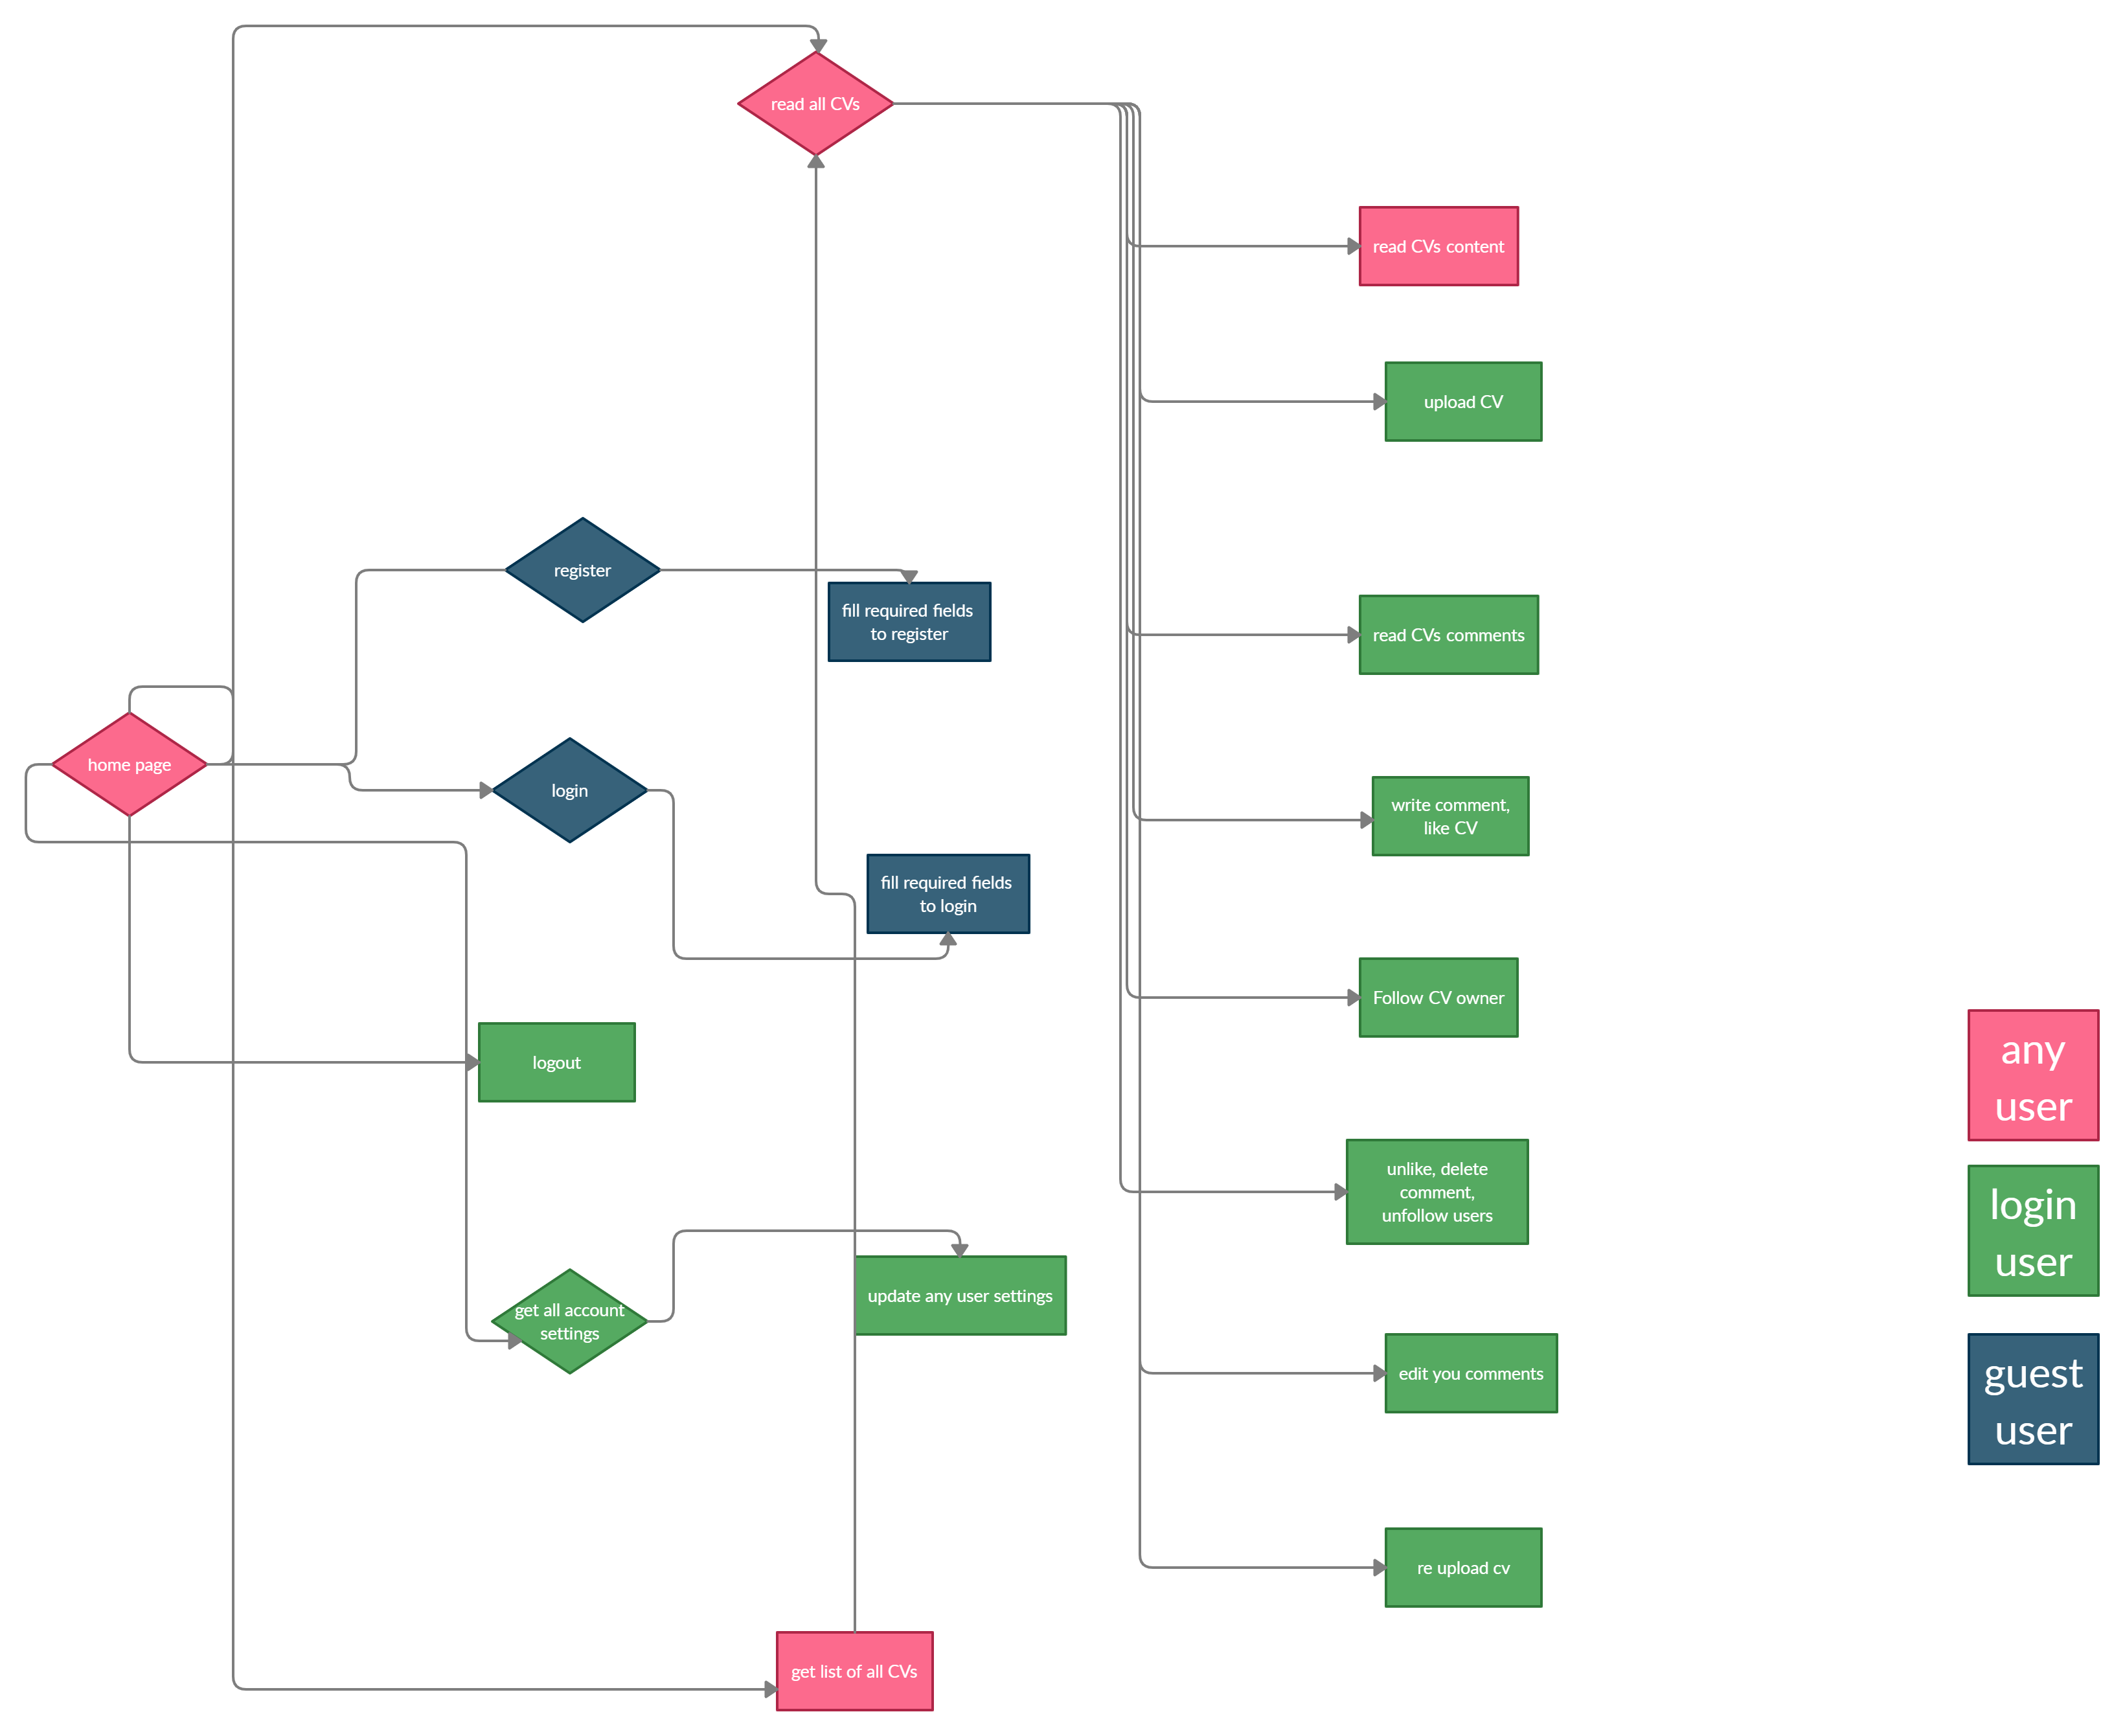 read all CVs
read CVs content
upload CV
register
fill required fields
to register
read CVs comments
home page
login
write comment,
like CV
fill required fields
to login
Follow CV owner
logout
any
user
unlike, delete
comment,
unfollow users
login
user
get all account
settings
update any user settings
edit you comments
guest
user
re upload cv
get list of all CVs